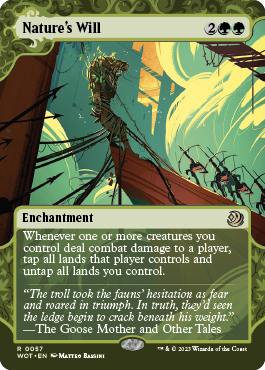 Nature's Will 2
Enchantment
Whenever one or more creatures you
control deal combat damage to a player,
tap all lands that player controls and
untap all lands you control.
"The troll took the fauns' hesitation as fear
and roared in triumph. In truth, they'd seen
the ledge begin to crack beneath his weight."
—The Goose Mother and Other Tales
R 0057
WOT • EN Matteo Bassini
™ & © 2023 Wizards of the Coast